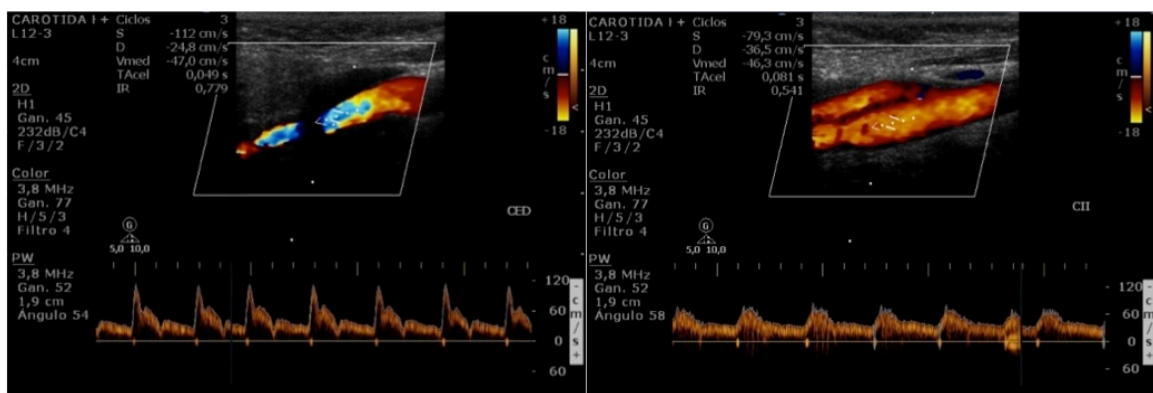 CAROTIDA I + Ciclos 3
L12-3 S -112 cm/s
D -24,8 cm/s
4cm Vmed -47,0 cm/s
TAcel 0,049 s
2D IR 0,779
H1
Gan. 45
232dB/C4
F/3/2
Color
3,8 MHz
Gan. 77
H/5/3
Filtro 4
+18
cm/s
<
-18
CED
G
5,0 10,0
PW
3,8 MHz
Gan. 52
1,9 cm
Ángulo 54
120
60
0
60
-cm/s+
CAROTIDA I + Ciclos 3
L12-3 S -79,3 cm/s
D -36,5 cm/s
4cm Vmed -46,3 cm/s
TAcel 0,081 s
2D IR 0,541
H1
Gan. 45
232dB/C4
F/3/2
Color
3,8 MHz
Gan. 77
H/5/3
Filtro 4
+18
cm/s
<
-18
CII
G
5,0 10,0
PW
3,8 MHz
Gan. 52
1,9 cm
Ángulo 58
120
60
0
60
-cm/s+